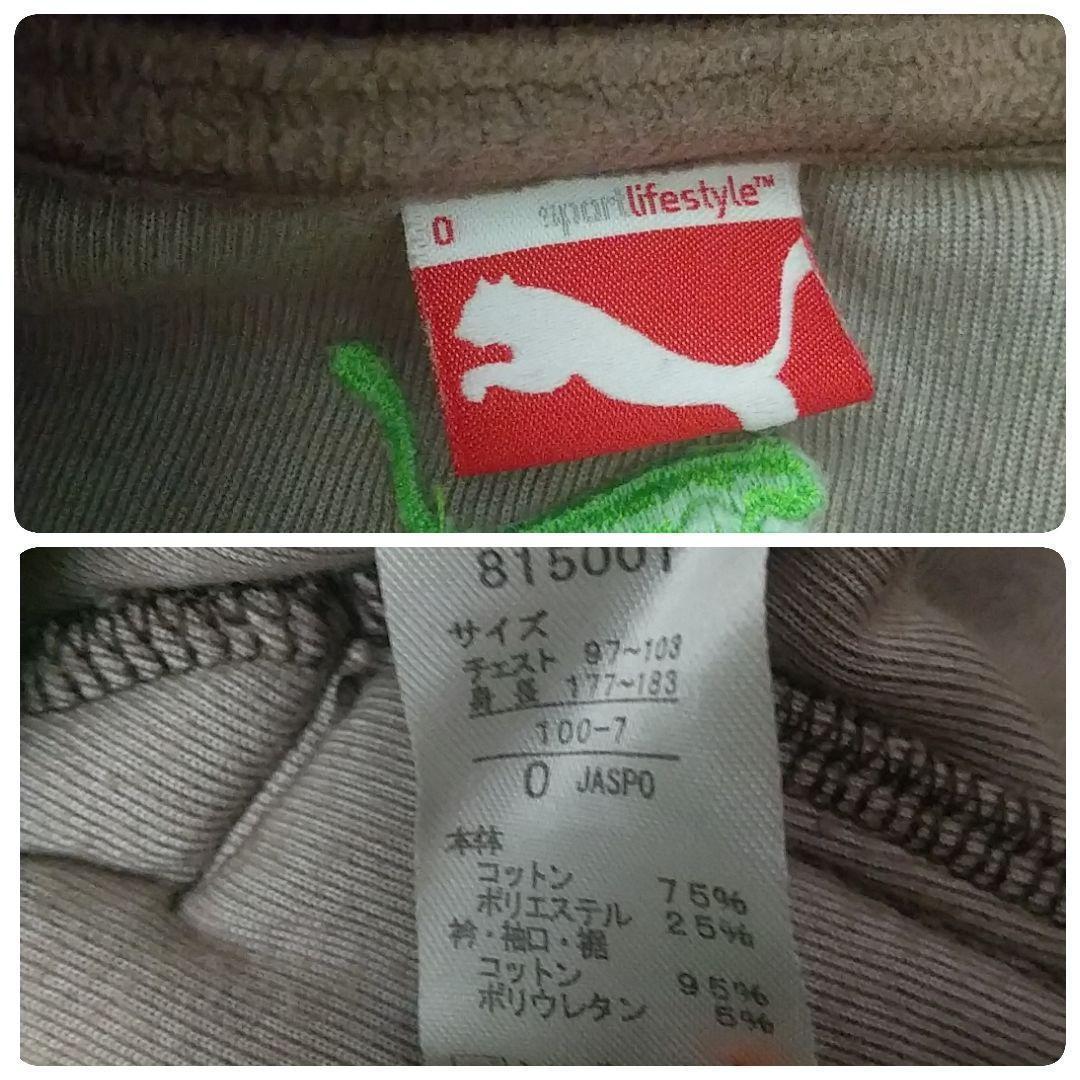 O
sportlifestyle™
815001
サイズ
チェスト 97~103
身長 177~183
100-7
O JASPO
本体
コットン 75%
ポリエステル 25%
衿・袖口・裾
コットン 95%
ポリウレタン 5%